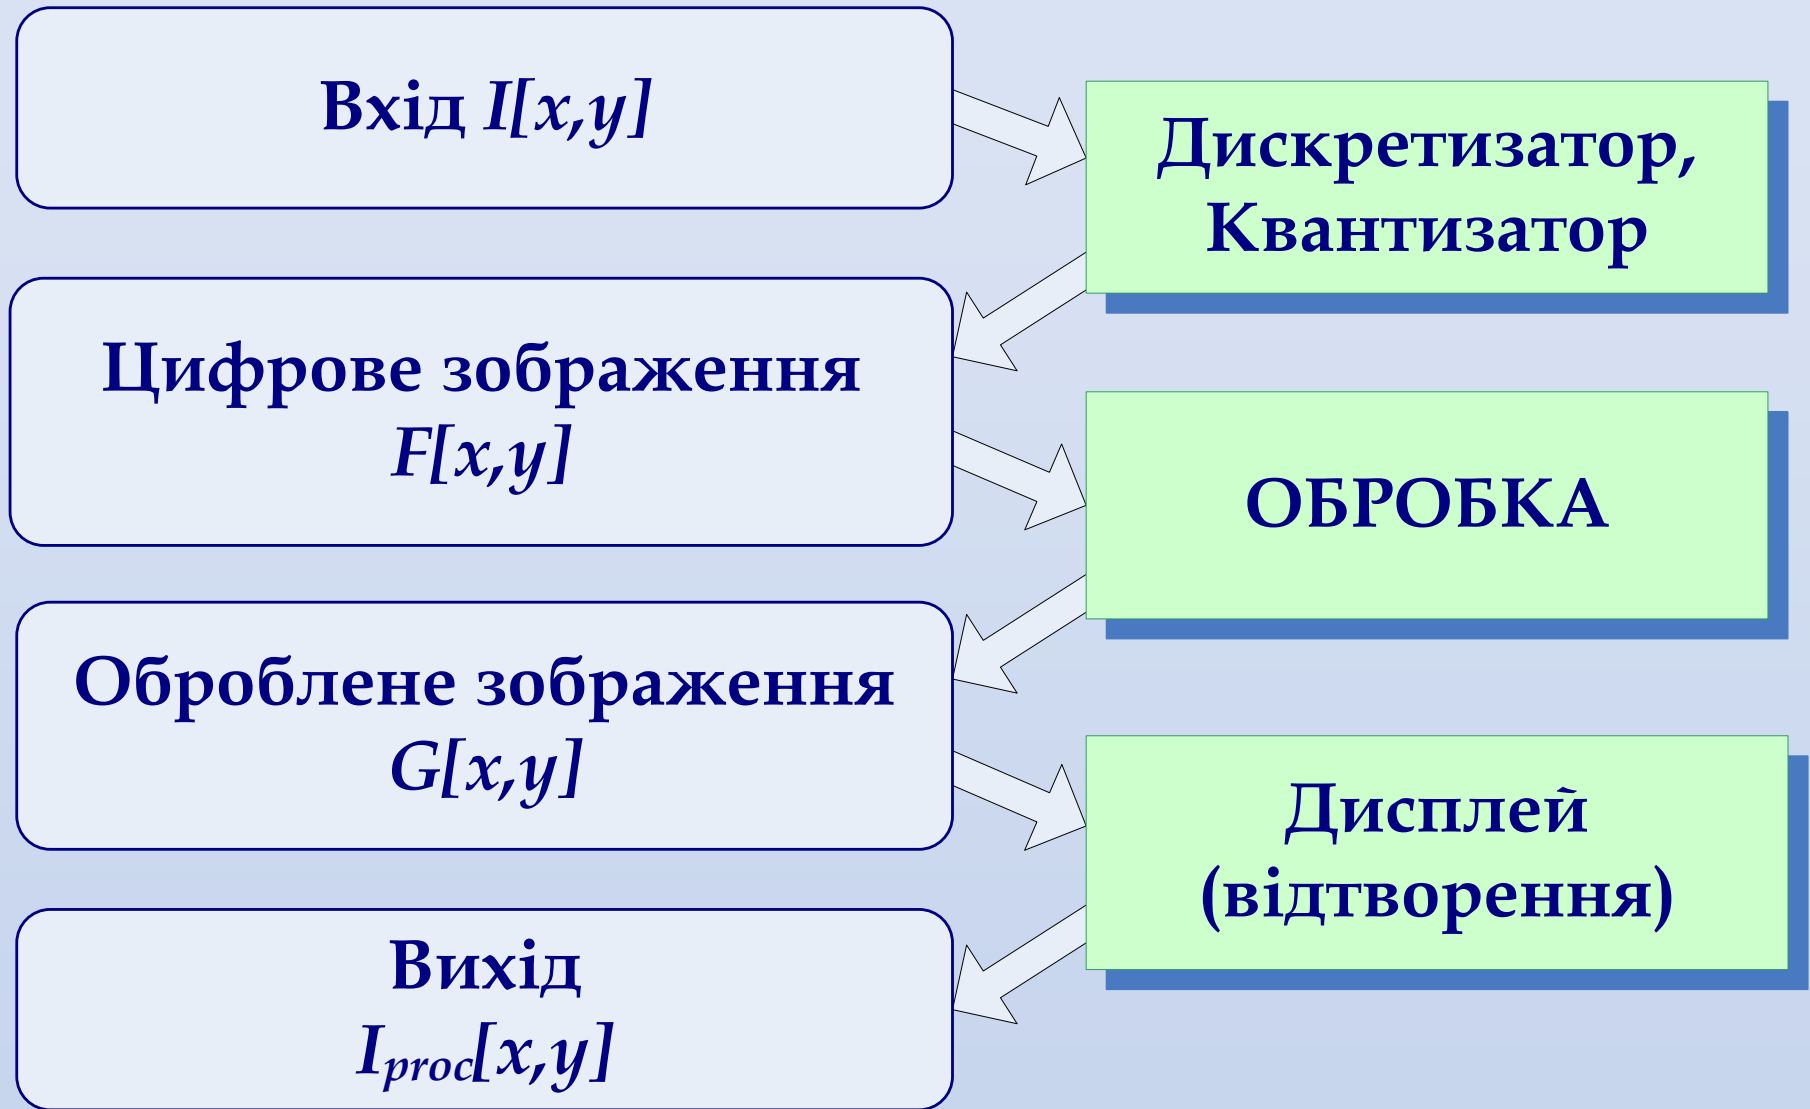 Вхід I[x,y]
Дискретизатор,
Квантизатор
Цифрове зображення
F[x,y]
ОБРОБКА
Оброблене зображення
G[x,y]
Дисплей
(відтворення)
Вихід
Iproc[x,y]